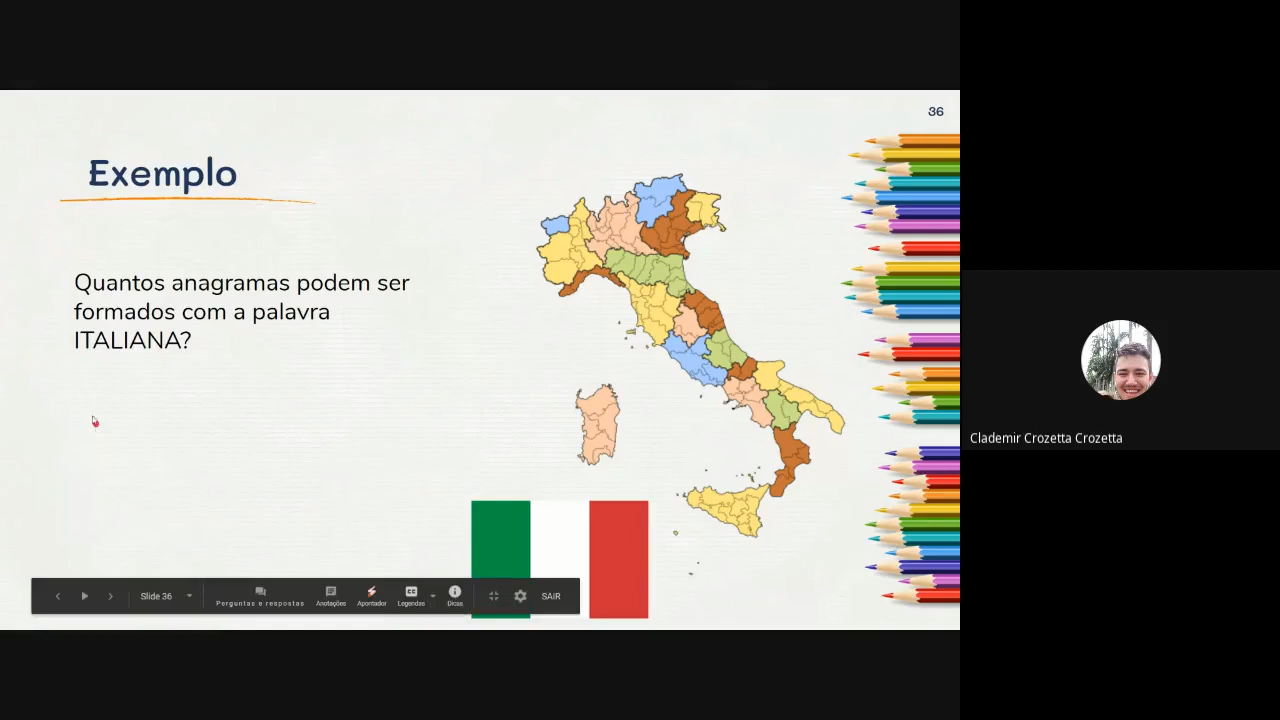 36
Exemplo
Quantos anagramas podem ser
formados com a palavra
ITALIANA?
Clademir Crozetta Crozetta
Slide 36
Perguntas e respostas
Anotações
Apontador
Legendas
Dicas
SAIR